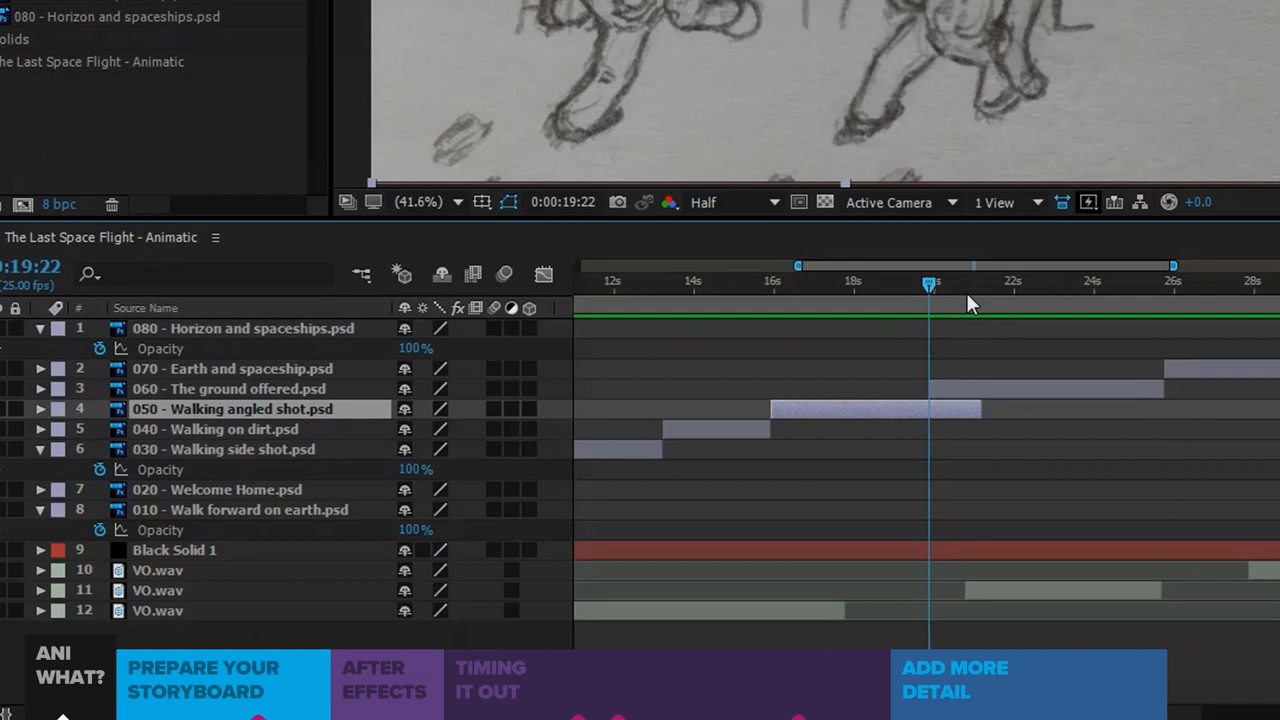 080 - Horizon and spaceships.psd
olids
he Last Space Flight - Animatic
8 bpc
(41.6%)
0:00:19:22
Half
Active Camera
1 View
+0.0
The Last Space Flight - Animatic
0:19:22
(25.00 fps)
12s 14s 16s 18s 22s 24s 26s 28s
# Source Name fx
1 080 - Horizon and spaceships.psd
Opacity 100%
2 070 - Earth and spaceship.psd
3 060 - The ground offered.psd
4 050 - Walking angled shot.psd
5 040 - Walking on dirt.psd
6 030 - Walking side shot.psd
Opacity 100%
7 020 - Welcome Home.psd
8 010 - Walk forward on earth.psd
Opacity 100%
9 Black Solid 1
10 VO.wav
11 VO.wav
12 VO.wav
ANI
WHAT?
PREPARE YOUR
STORYBOARD
AFTER
EFFECTS
TIMING
IT OUT
ADD MORE
DETAIL